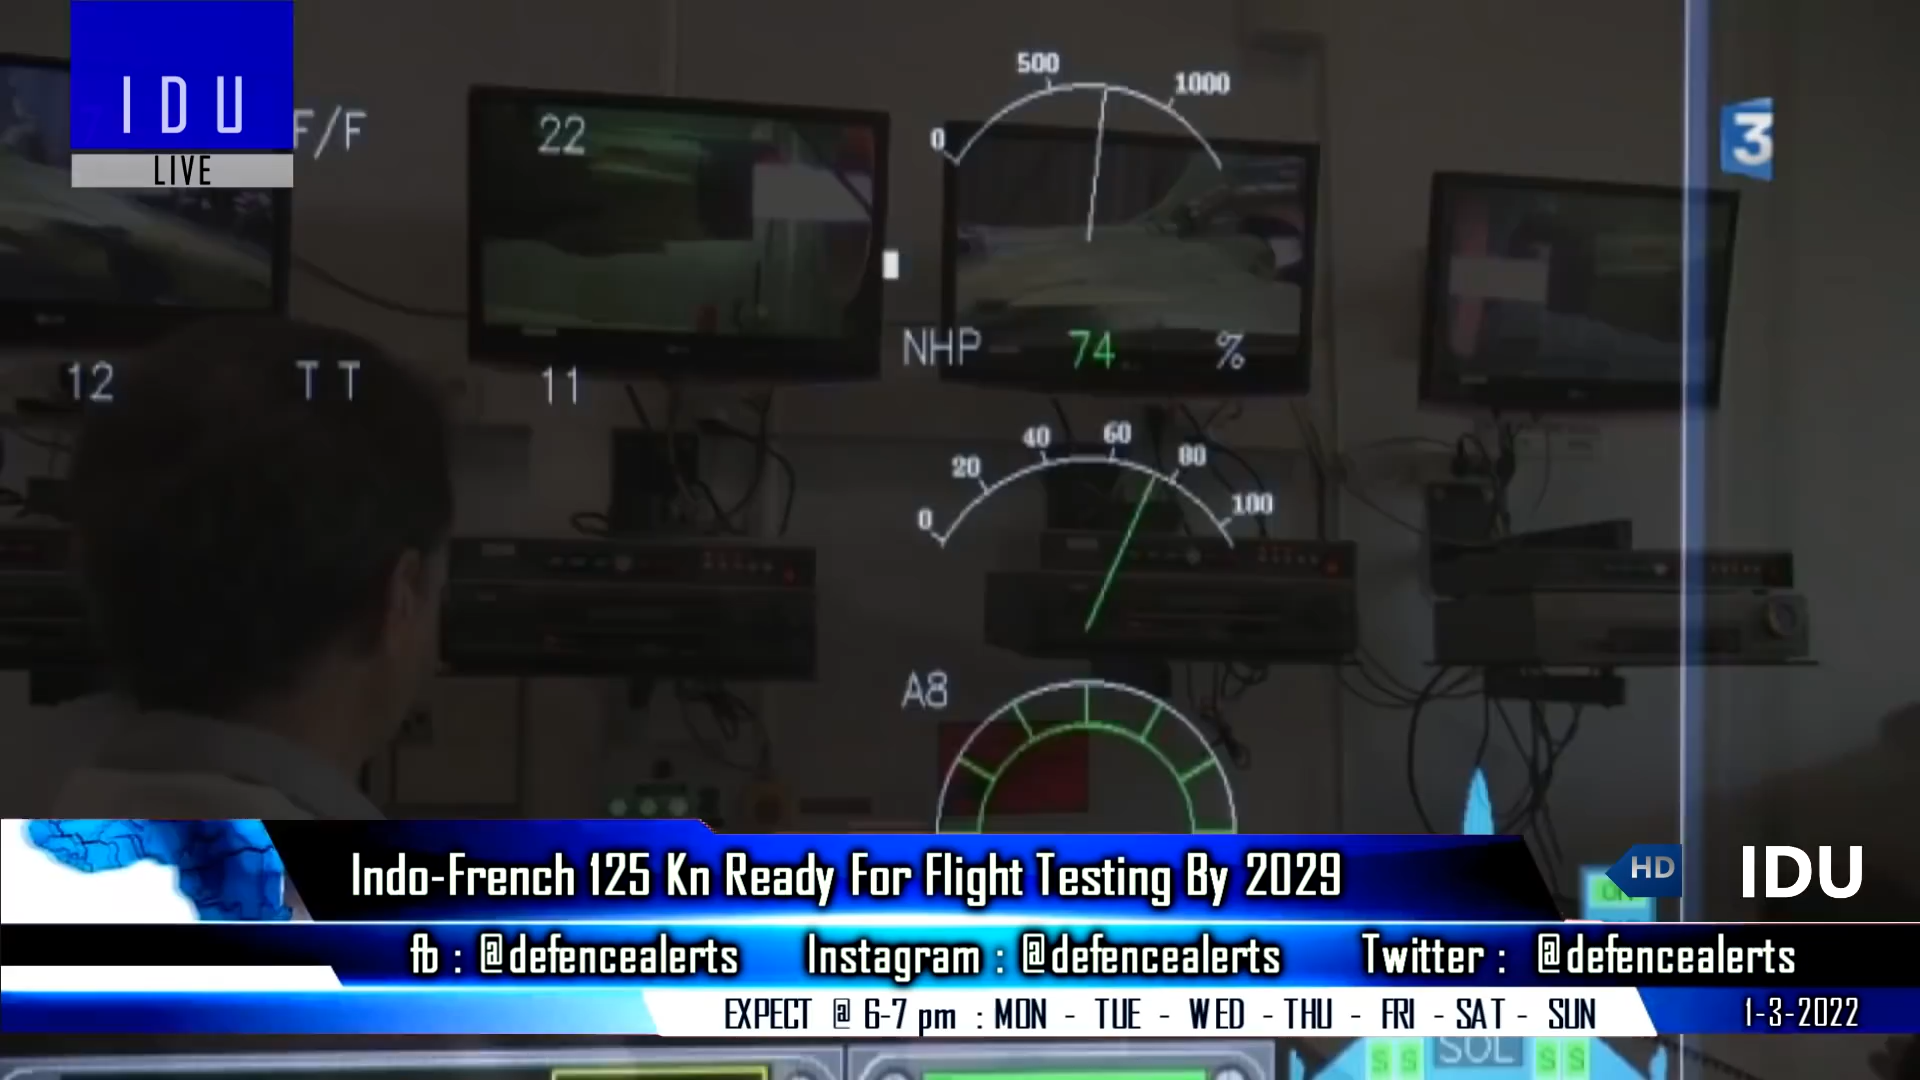 IDU
LIVE
F/F
22
500
1000
0
3
NHP 74 %
12
TT
11
40
60
20
80
0
100
A8
Indo-French 125 Kn Ready For Flight Testing By 2029
HD
IDU
fb : @defencealerts Instagram : @defencealerts Twitter : @defencealerts
EXPECT @ 6-7 pm : MON - TUE - WED - THU - FRI - SAT - SUN
1-3-2022
S S SOL S S